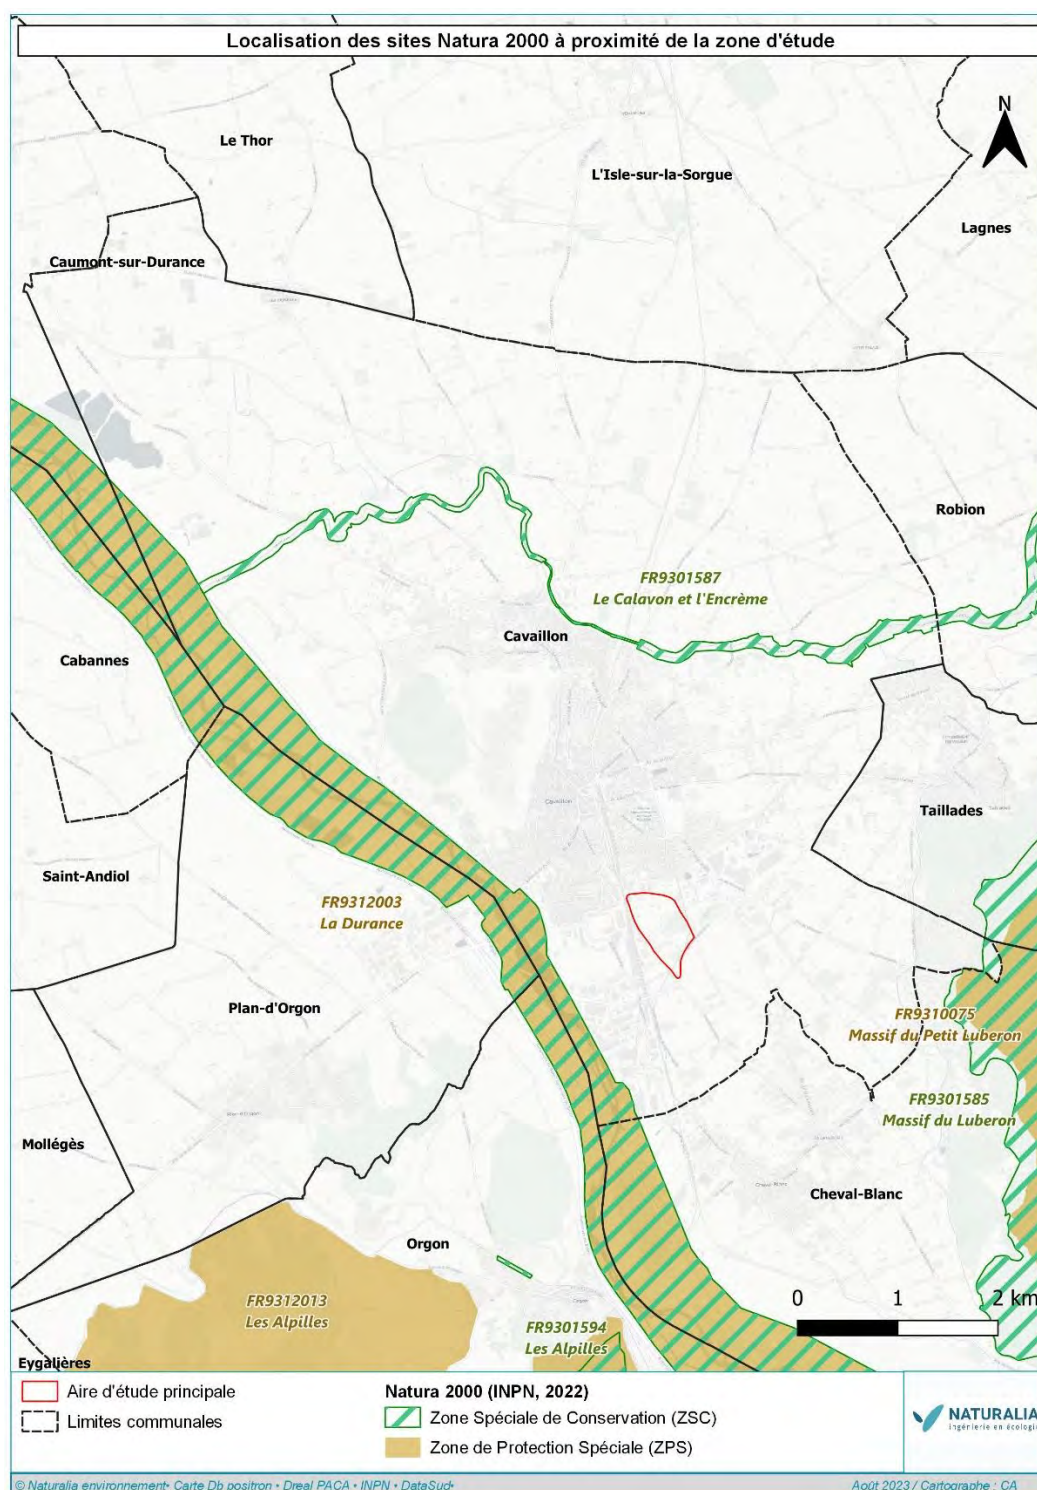 Localisation des sites Natura 2000 à proximité de la zone d'étude
N
Le Thor
L'Isle-sur-la-Sorgue
Lagnes
Caumont-sur-Durance
Robion
FR9301587
Le Calavon et l'Encrème
Cavaillon
Cabannes
Taillades
Saint-Andiol
FR9312003
La Durance
Plan-d'Orgon
FR9310075
Massif du Petit Luberon
FR9301585
Massif du Luberon
Mollégès
Cheval-Blanc
Orgon
0 1 2 km
FR9312013
Les Alpilles
FR9301594
Les Alpilles
Eygalières
Aire d'étude principale
Limites communales
Natura 2000 (INPN, 2022)
Zone Spéciale de Conservation (ZSC)
Zone de Protection Spéciale (ZPS)
NATURALIA
Ingénierie en écologie
© Naturalia environnement• Carte Db positron • Dreal PACA • INPN • DataSud•
Août 2023 / Cartographe : CA